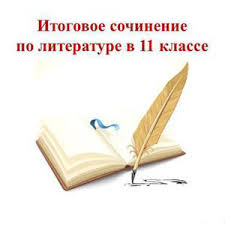 Итоговое сочинение
по литературе в 11 классе